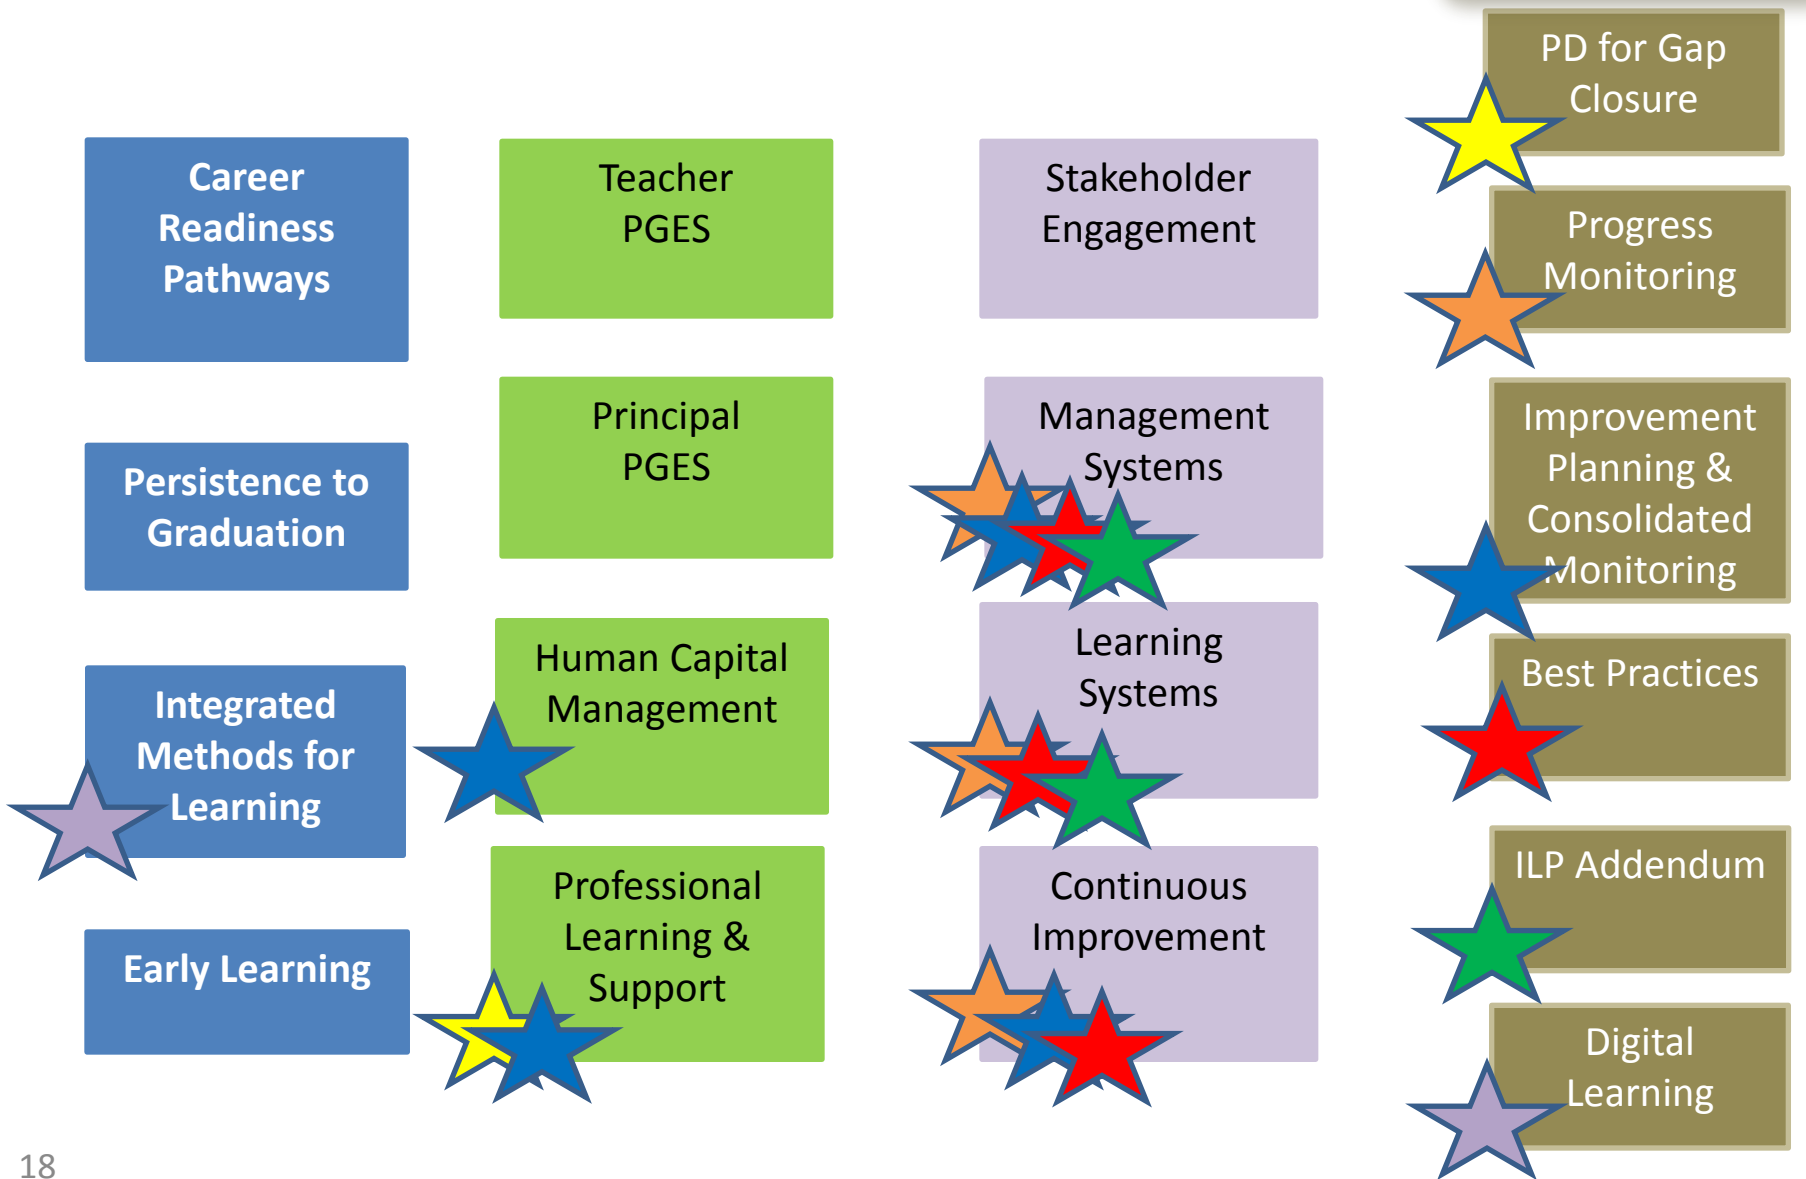 Career
Readiness
Pathways
Persistence to
Graduation
Integrated
Methods for
Learning
Early Learning
Teacher
PGES
Principal
PGES
Human Capital
Management
Professional
Learning &
Support
Stakeholder
Engagement
Management
Systems
Learning
Systems
Continuous
Improvement
PD for Gap
Closure
Progress
Monitoring
Improvement
Planning &
Consolidated
Monitoring
Best Practices
ILP Addendum
Digital
Learning
18